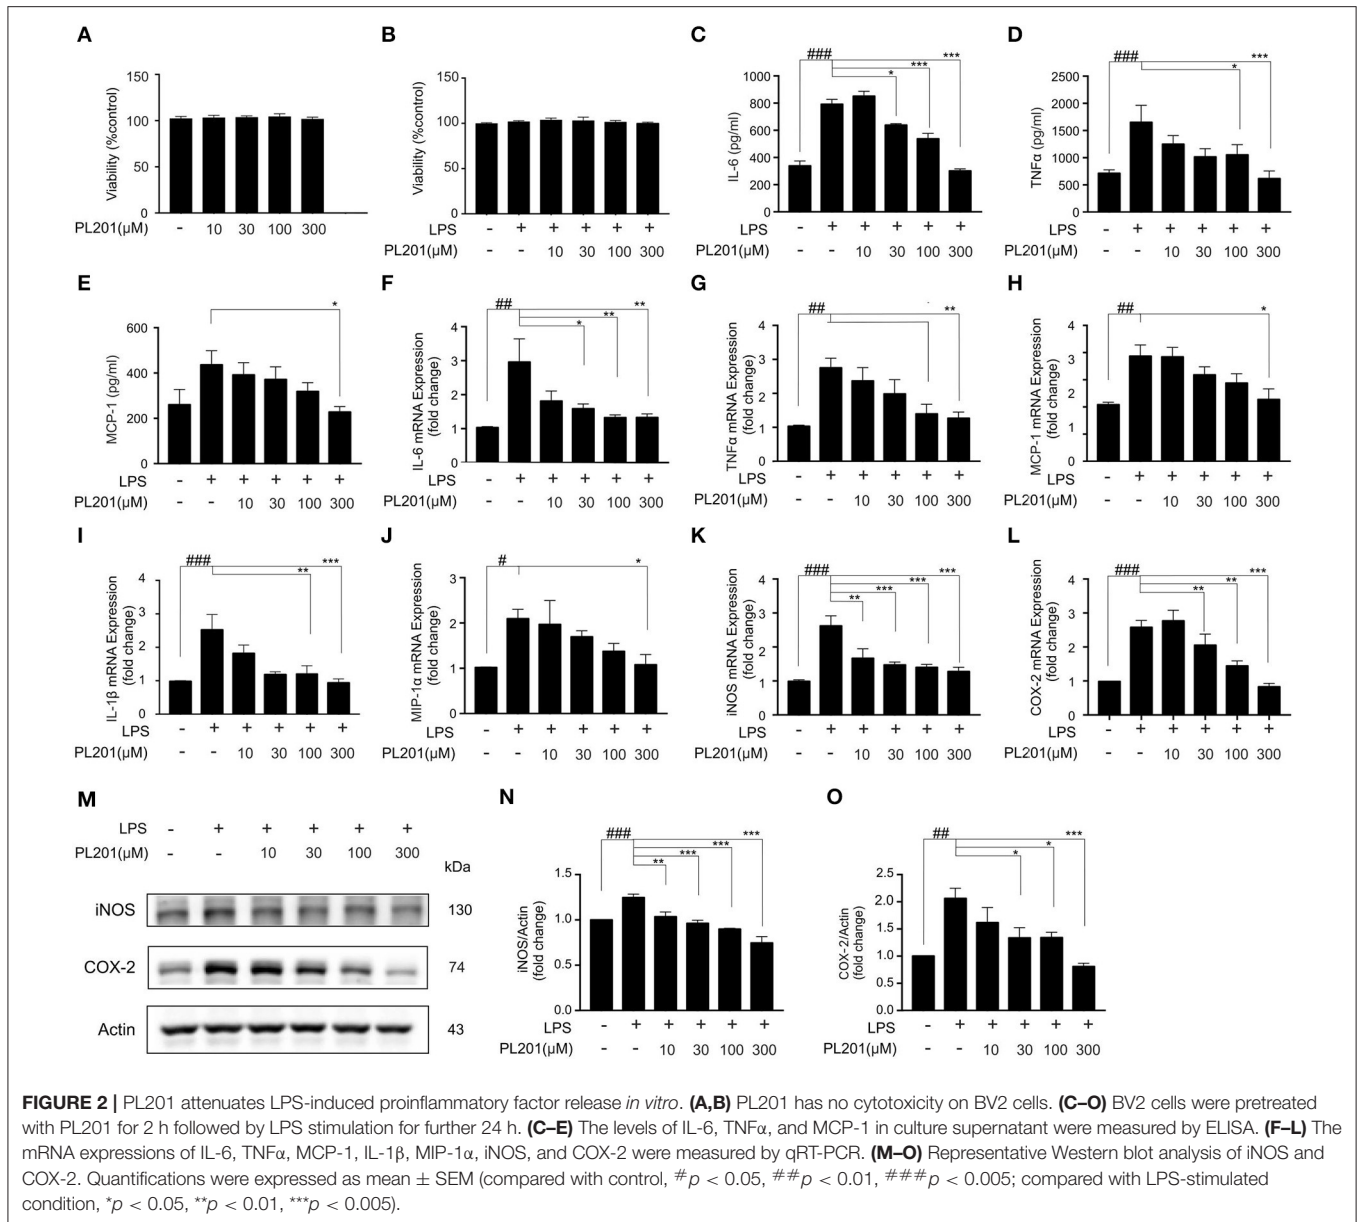 A
Viability (%control)
150
100
50
0
PL201(µM) - 10 30 100 300
B
Viability (%control)
150
100
50
0
LPS - + + + + +
PL201(µM) - - 10 30 100 300
C
### ***
***
*
IL-6 (pg/ml)
1000
800
600
400
200
0
LPS - + + + + +
PL201(µM) - - 10 30 100 300
D
### ***
*
TNFα (pg/ml)
2500
2000
1500
1000
500
0
LPS - + + + + +
PL201(µM) - - 10 30 100 300
E
*
MCP-1 (pg/ml)
600
400
200
0
LPS - + + + + +
PL201(µM) - - 10 30 100 300
F
## **
**
*
IL-6 mRNA Expression
(fold change)
4
3
2
1
0
LPS - + + + + +
PL201(µM) - - 10 30 100 300
G
## **
TNFα mRNA Expression
(fold change)
4
3
2
1
0
LPS - + + + + +
PL201(µM) - - 10 30 100 300
H
## *
MCP-1 mRNA Expression
(fold change)
4
3
2
1
0
LPS - + + + + +
PL201(µM) - - 10 30 100 300
I
### ***
**
IL-1β mRNA Expression
(fold change)
4
3
2
1
0
LPS - + + + + +
PL201(µM) - - 10 30 100 300
J
# *
MIP-1α mRNA Expression
(fold change)
3
2
1
0
LPS - + + + + +
PL201(µM) - - 10 30 100 300
K
### ***
***
***
**
iNOS mRNA Expression
(fold change)
4
3
2
1
0
LPS - + + + + +
PL201(µM) - - 10 30 100 300
L
### ***
**
**
COX-2 mRNA Expression
(fold change)
4
3
2
1
0
LPS - + + + + +
PL201(µM) - - 10 30 100 300
M
LPS - + + + + +
PL201(µM) - - 10 30 100 300
kDa
iNOS 130
COX-2 74
Actin 43
N
### ***
***
***
**
iNOS/Actin
(fold change)
1.5
1.0
0.5
0.0
LPS - + + + + +
PL201(µM) - - 10 30 100 300
O
## ***
*
*
COX-2/Actin
(fold change)
2.5
2.0
1.5
1.0
0.5
0.0
LPS - + + + + +
PL201(µM) - - 10 30 100 300
FIGURE 2 | PL201 attenuates LPS-induced proinflammatory factor release in vitro. (A,B) PL201 has no cytotoxicity on BV2 cells. (C–O) BV2 cells were pretreated
with PL201 for 2 h followed by LPS stimulation for further 24 h. (C–E) The levels of IL-6, TNFα, and MCP-1 in culture supernatant were measured by ELISA. (F–L) The
mRNA expressions of IL-6, TNFα, MCP-1, IL-1β, MIP-1α, iNOS, and COX-2 were measured by qRT-PCR. (M–O) Representative Western blot analysis of iNOS and
COX-2. Quantifications were expressed as mean ± SEM (compared with control, #p < 0.05, ##p < 0.01, ###p < 0.005; compared with LPS-stimulated
condition, *p < 0.05, **p < 0.01, ***p < 0.005).